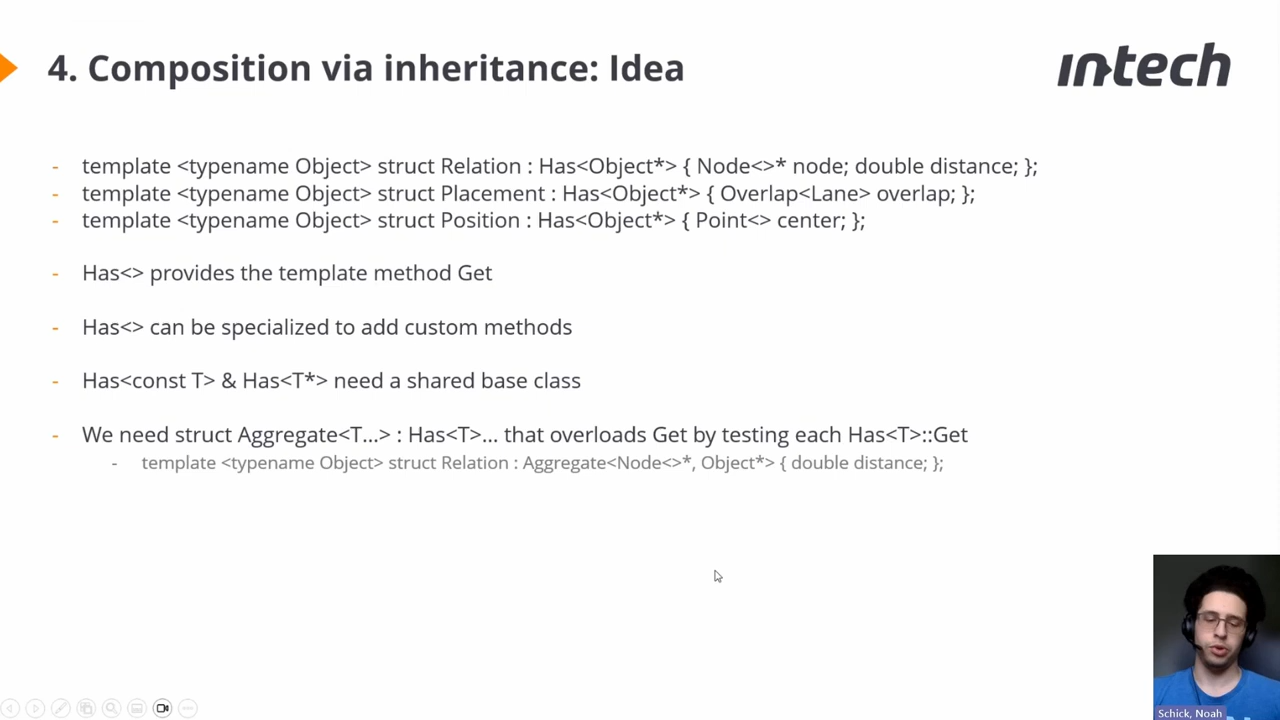 4. Composition via inheritance: Idea
intech
- template <typename Object> struct Relation : Has<Object*> { Node<>* node; double distance; };
- template <typename Object> struct Placement : Has<Object*> { Overlap<Lane> overlap; };
- template <typename Object> struct Position : Has<Object*> { Point<> center; };
- Has<> provides the template method Get
- Has<> can be specialized to add custom methods
- Has<const T> & Has<T*> need a shared base class
- We need struct Aggregate<T...> : Has<T>... that overloads Get by testing each Has<T>::Get
- template <typename Object> struct Relation : Aggregate<Node<>*, Object*> { double distance; };
Schick, Noah